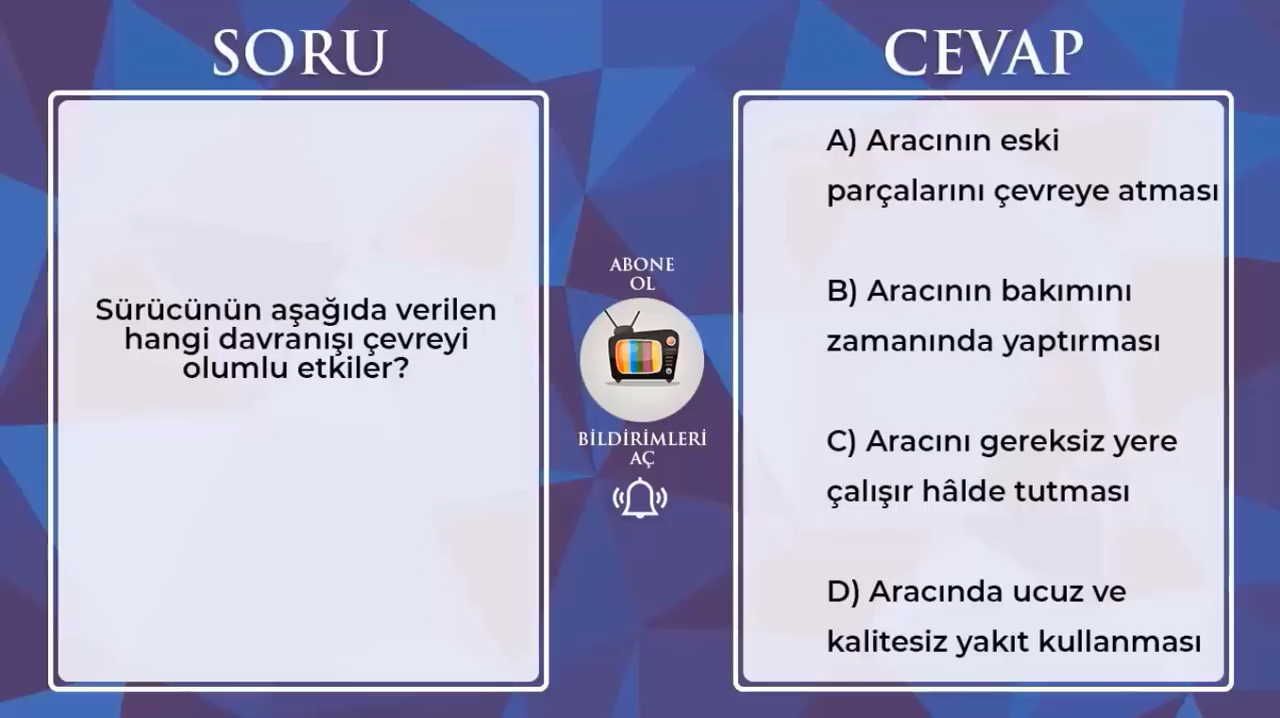 SORU
Sürücünün aşağıda verilen
hangi davranışı çevreyi
olumlu etkiler?
ABONE
OL
BİLDİRİMLERİ
AÇ
CEVAP
A) Aracının eski
parçalarını çevreye atması
B) Aracının bakımını
zamanında yaptırması
C) Aracını gereksiz yere
çalışır hâlde tutması
D) Aracında ucuz ve
kalitesiz yakıt kullanması